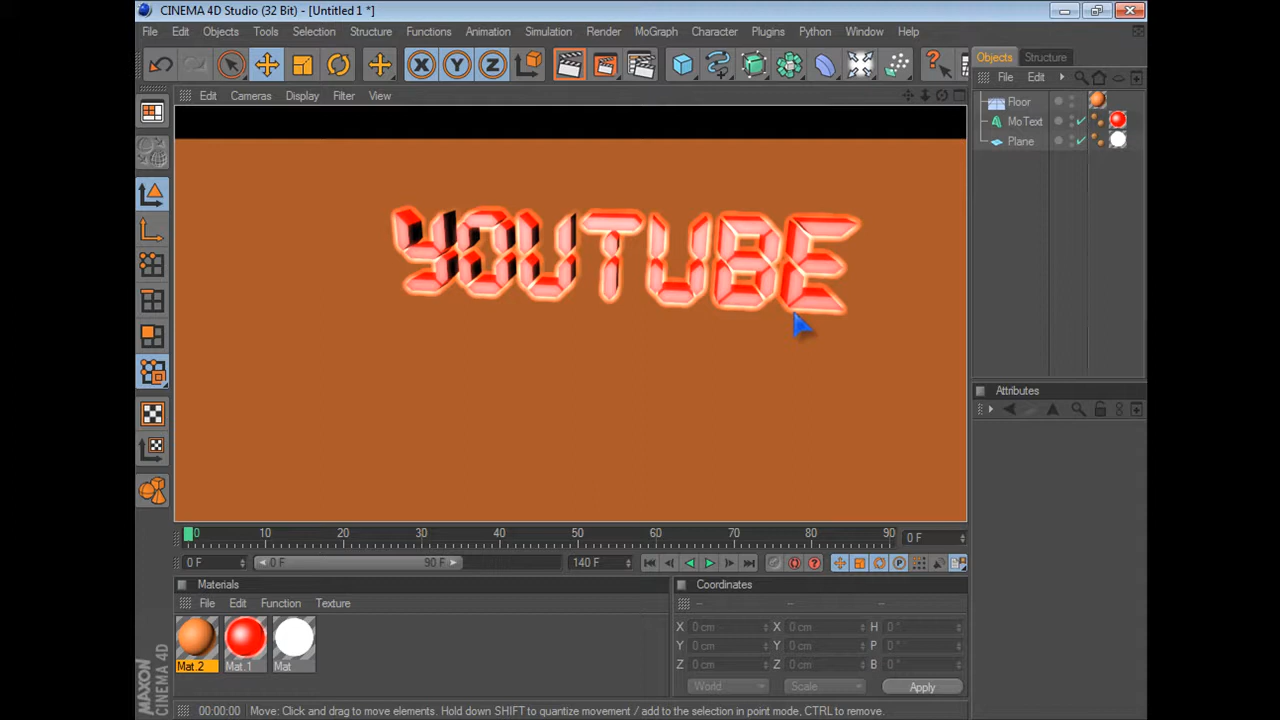 CINEMA 4D Studio (32 Bit) - [Untitled 1 *]
File Edit Objects Tools Selection Structure Functions Animation Simulation Render MoGraph Character Plugins Python Window Help
X Y Z
Objects Structure
File Edit
Edit Cameras Display Filter View
Floor
MoText
Plane
YOUTUBE
Attributes
0 10 20 30 40 50 60 70 80 90 0 F
0 F 0 F 90 F 140 F
Materials
File Edit Function Texture
Mat.2 Mat.1 Mat
Coordinates
-- -- --
X 0 cm X 0 cm H 0 °
Y 0 cm Y 0 cm P 0 °
Z 0 cm Z 0 cm B 0 °
World Scale Apply
MAXON CINEMA 4D
00:00:00 Move: Click and drag to move elements. Hold down SHIFT to quantize movement / add to the selection in point mode, CTRL to remove.